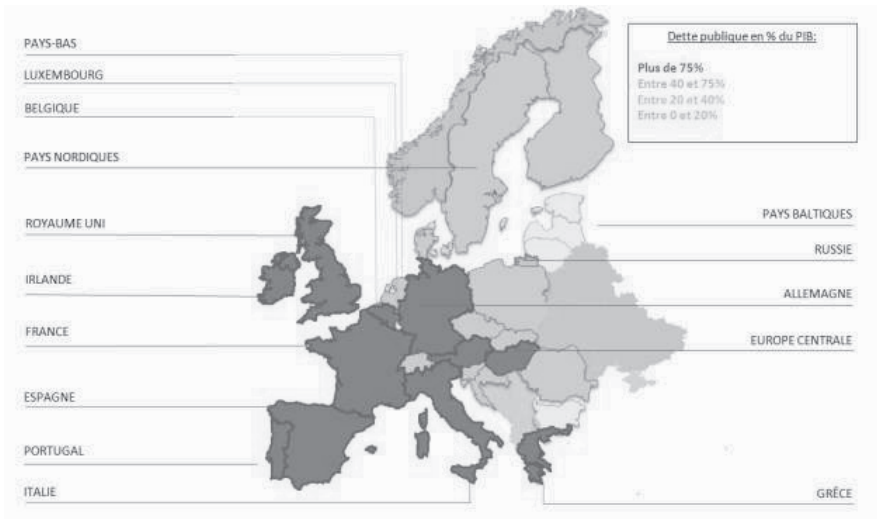 PAYS-BAS
LUXEMBOURG
BELGIQUE
PAYS NORDIQUES
ROYAUME UNI
IRLANDE
FRANCE
ESPAGNE
PORTUGAL
ITALIE
Dette publique en % du PIB:
Plus de 75%
Entre 40 et 75%
Entre 20 et 40%
Entre 0 et 20%
PAYS BALTIQUES
RUSSIE
ALLEMAGNE
EUROPE CENTRALE
GRÊCE